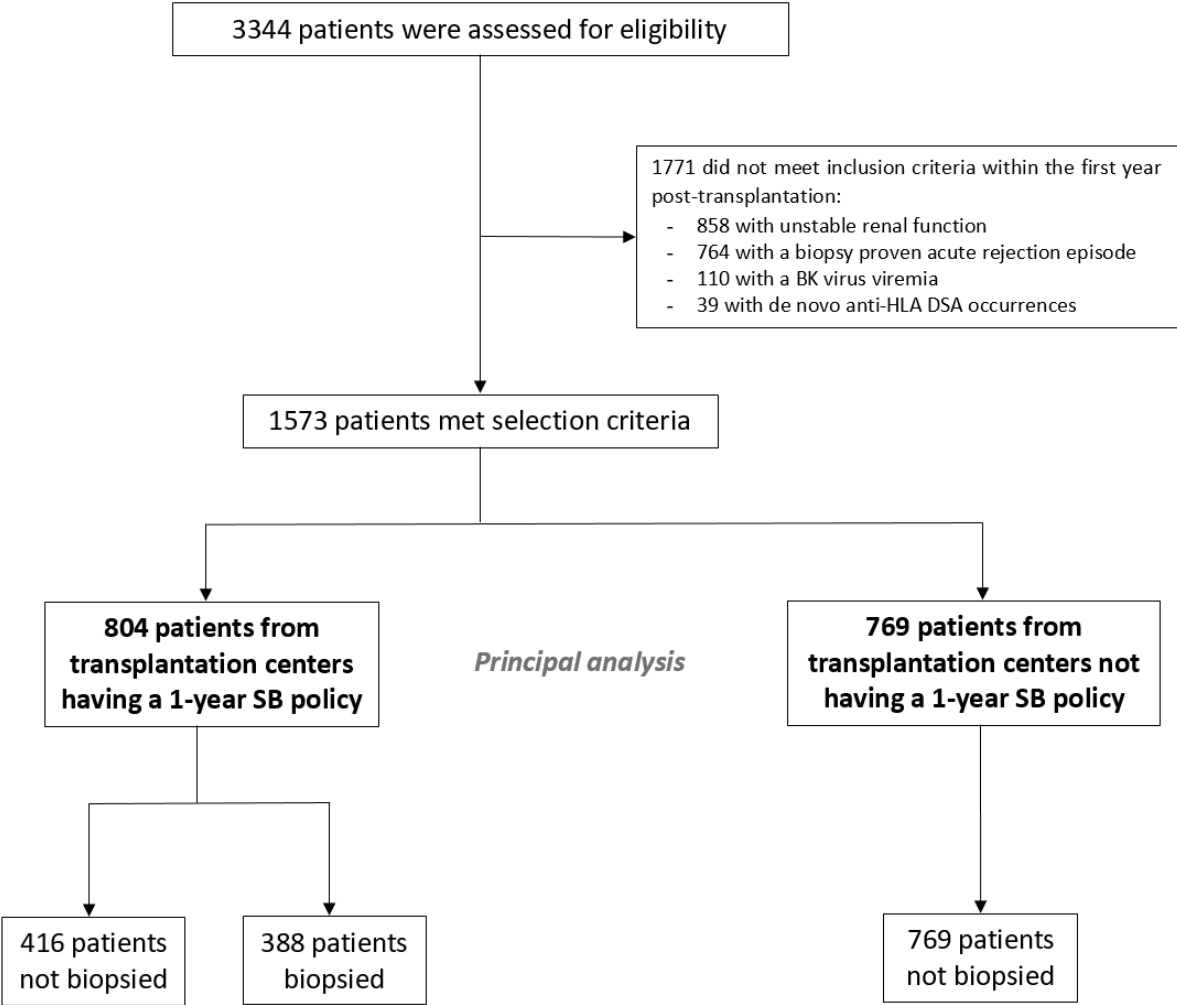 3344 patients were assessed for eligibility
1771 did not meet inclusion criteria within the first year
post-transplantation:
- 858 with unstable renal function
- 764 with a biopsy proven acute rejection episode
- 110 with a BK virus viremia
- 39 with de novo anti-HLA DSA occurrences
1573 patients met selection criteria
804 patients from
transplantation centers
having a 1-year SB policy
Principal analysis
769 patients from
transplantation centers not
having a 1-year SB policy
416 patients
not biopsied
388 patients
biopsied
769 patients
not biopsied